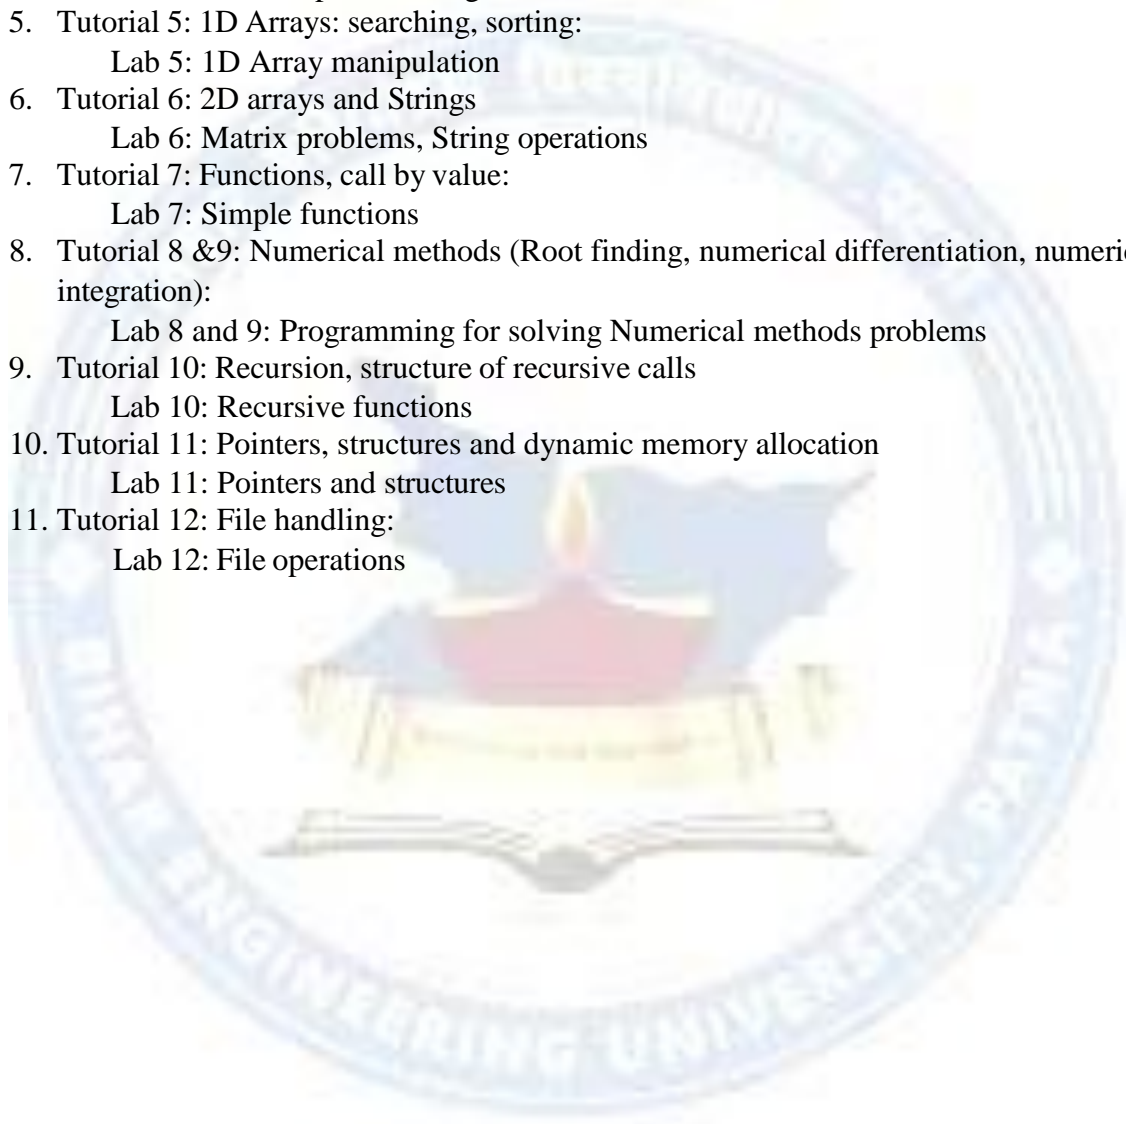 5. Tutorial 5: 1D Arrays: searching, sorting:
Lab 5: 1D Array manipulation
6. Tutorial 6: 2D arrays and Strings
Lab 6: Matrix problems, String operations
7. Tutorial 7: Functions, call by value:
Lab 7: Simple functions
8. Tutorial 8 &9: Numerical methods (Root finding, numerical differentiation,
integration):
Lab 8 and 9: Programming for solving Numerical methods problems
9. Tutorial 10: Recursion, structure of recursive calls
Lab 10: Recursive functions
10. Tutorial 11: Pointers, structures and dynamic memory allocation
Lab 11: Pointers and structures
11. Tutorial 12: File handling:
Lab 12: File operations
BIHAR ENGINEERING UNIVERSITY, PATNA